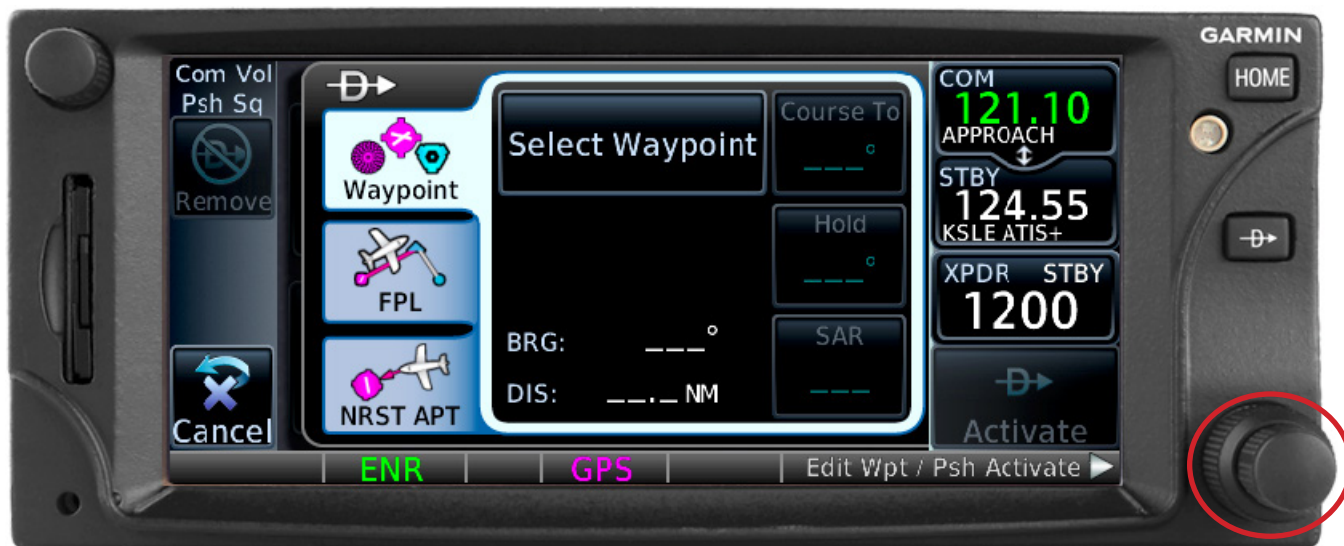 GARMIN
HOME
Com Vol
Psh Sq
Remove
Cancel
Waypoint
FPL
NRST APT
Select Waypoint
BRG: ___°
DIS: __._ NM
Course To
___°
Hold
___°
SAR
___
COM
121.10
APPROACH
STBY
124.55
KSLE ATIS+
XPDR STBY
1200
D
Activate
D
D
ENR
GPS
Edit Wpt / Psh Activate